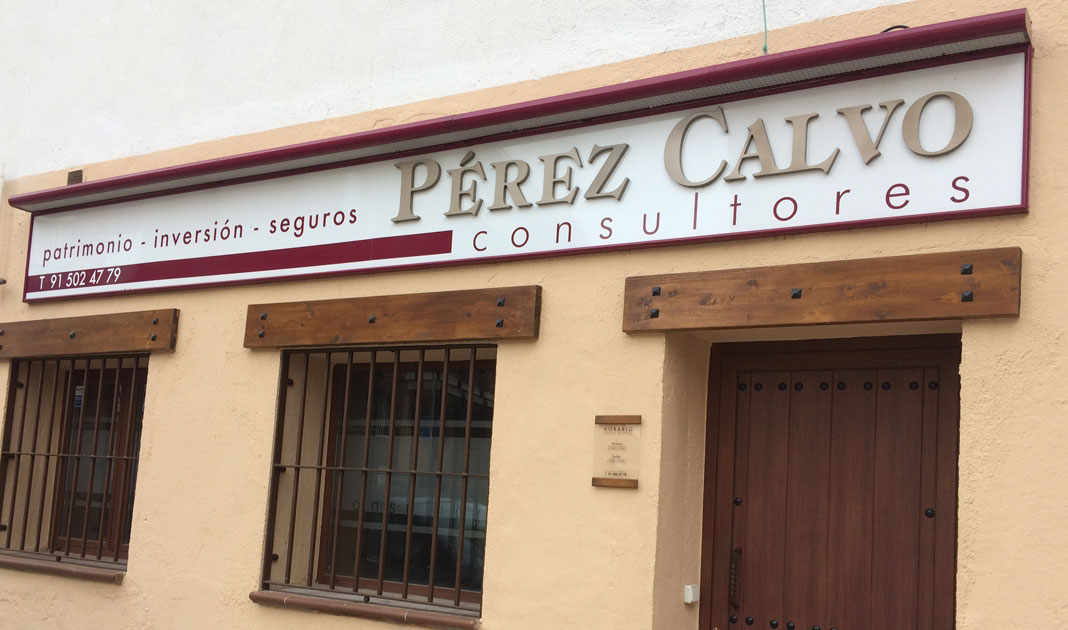 PÉREZ CALVO
consultores
patrimonio - inversión - seguros
T 91 502 47 79
HORARIO